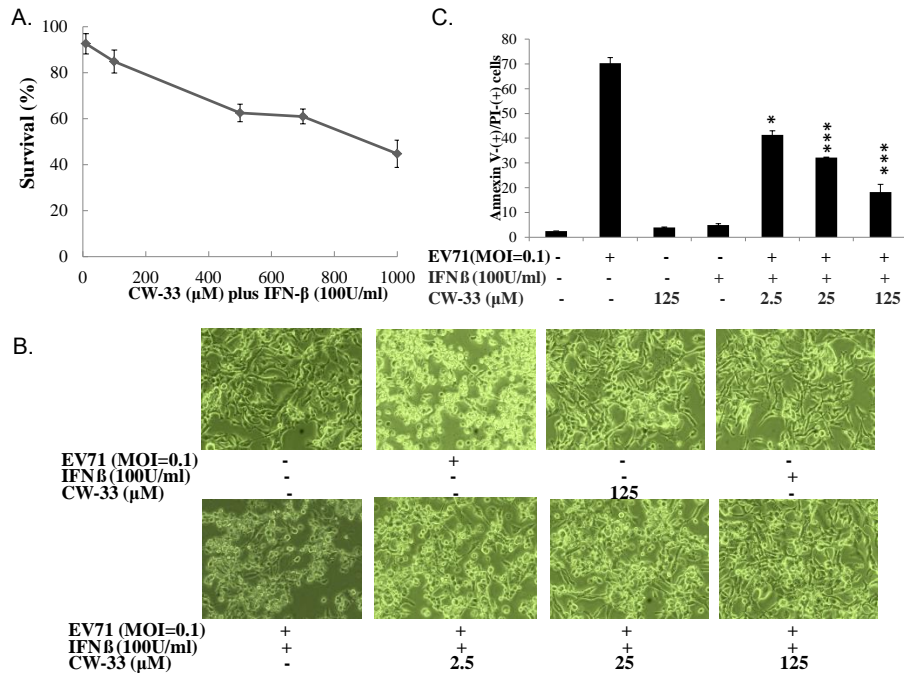 A.
Survival (%)
100
80
60
40
20
0
0 200 400 600 800 1000
CW-33 (μM) plus IFN-β (100U/ml)
C.
Annexin V-(+)/PI-(+) cells
80
70
60
50
40
30
20
10
0
* *** ***
EV71(MOI=0.1) - + - - + + +
IFNß(100U/ml) - - - + + + +
CW-33 (μM) - - 125 - 2.5 25 125
B.
EV71 (MOI=0.1) - + - -
IFNß(100U/ml) - - - +
CW-33 (μM) - - 125 -
EV71 (MOI=0.1) + + + +
IFNß(100U/ml) + + + +
CW-33 (μM) - 2.5 25 125